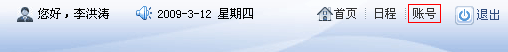 您好，李洪涛 2009-3-12 星期四 首页 | 日程 | 账号 | 退出